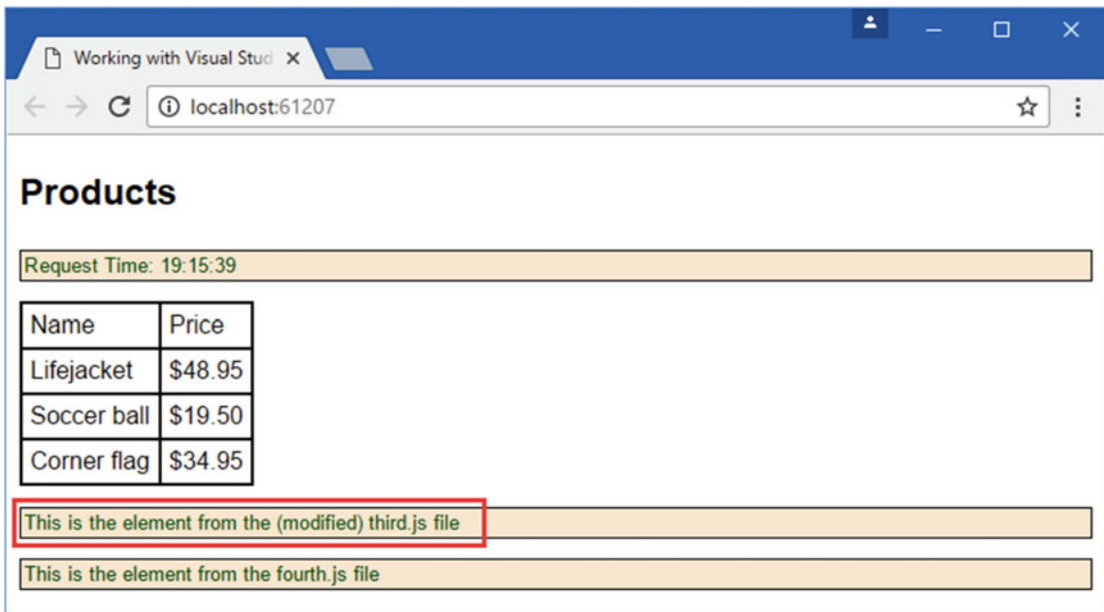 Working with Visual Stud
localhost:61207
Products
Request Time: 19:15:39
Name Price
Lifejacket $48.95
Soccer ball $19.50
Corner flag $34.95
This is the element from the (modified) third.js file
This is the element from the fourth.js file